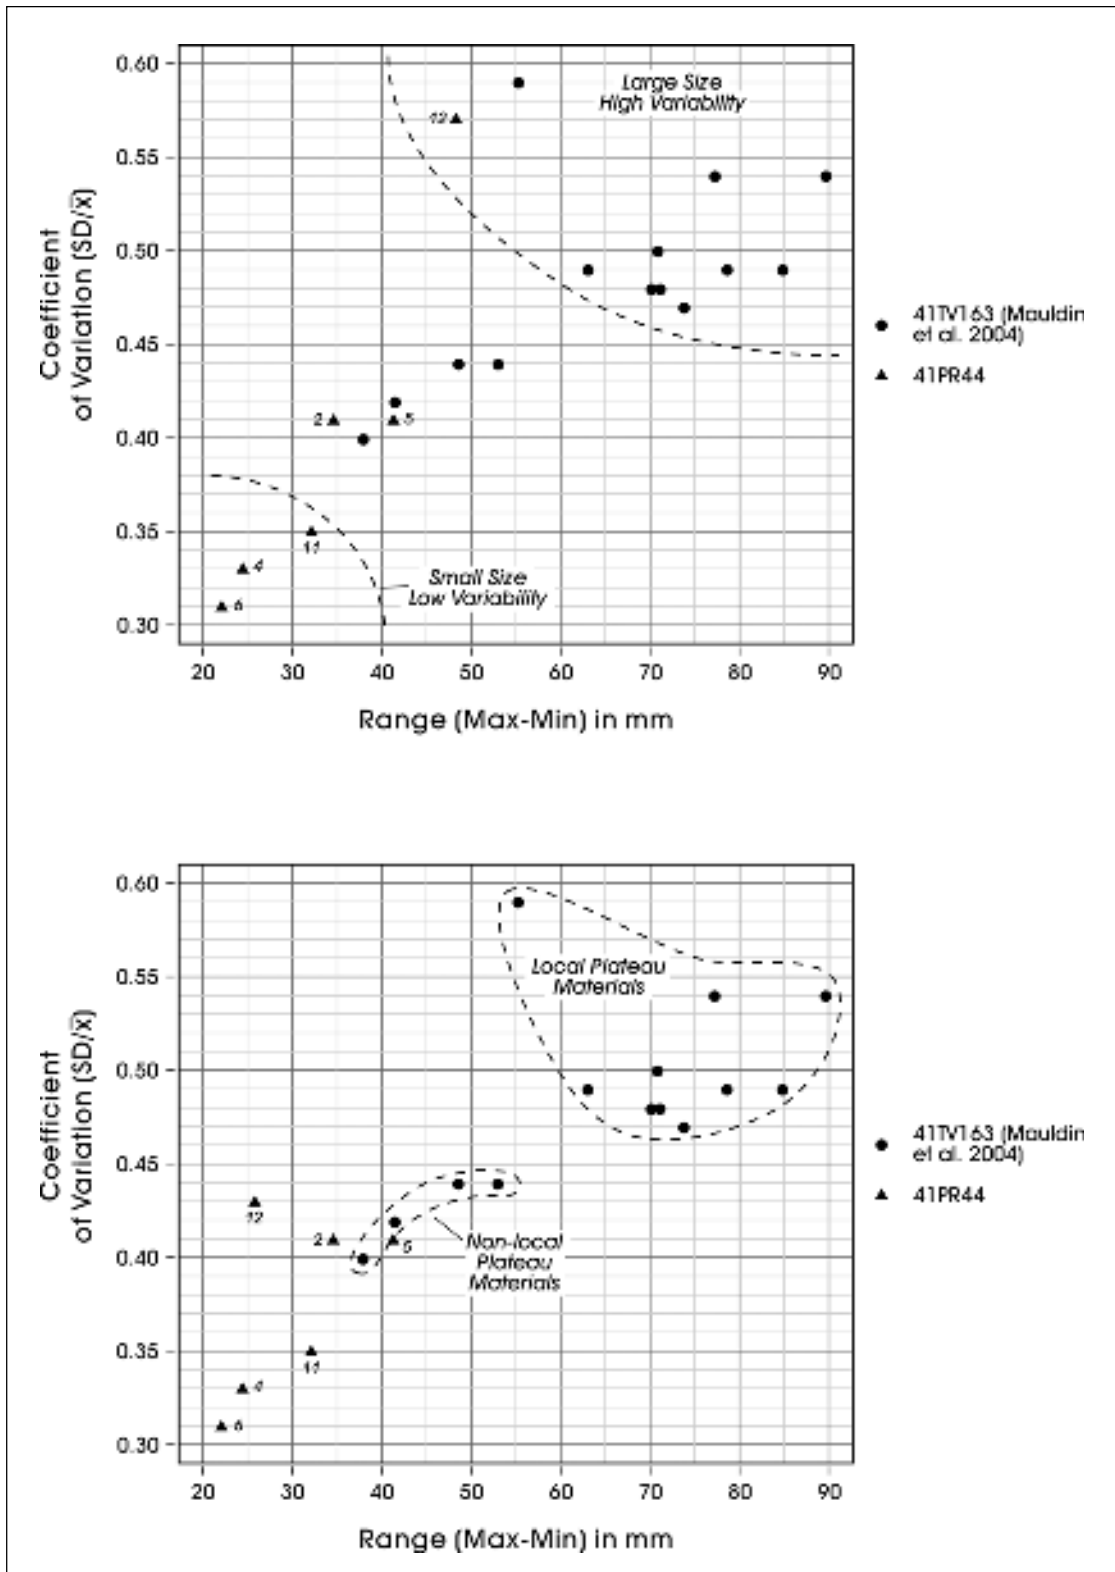 0.60
0.55
0.50
0.45
0.40
0.35
0.30
Coefficient
of Variation (SD/x̄)
Large Size
High Variability
12
2
5
11
4
6
Small Size
Low Variability
20 30 40 50 60 70 80 90
Range (Max-Min) in mm
41TV163 (Mauldin
et al. 2004)
41PR44
0.60
0.55
0.50
0.45
0.40
0.35
0.30
Coefficient
of Variation (SD/x̄)
Local Plateau
Materials
12
2
5
Non-local
Plateau
Materials
11
4
6
20 30 40 50 60 70 80 90
Range (Max-Min) in mm
41TV163 (Mauldin
et al. 2004)
41PR44